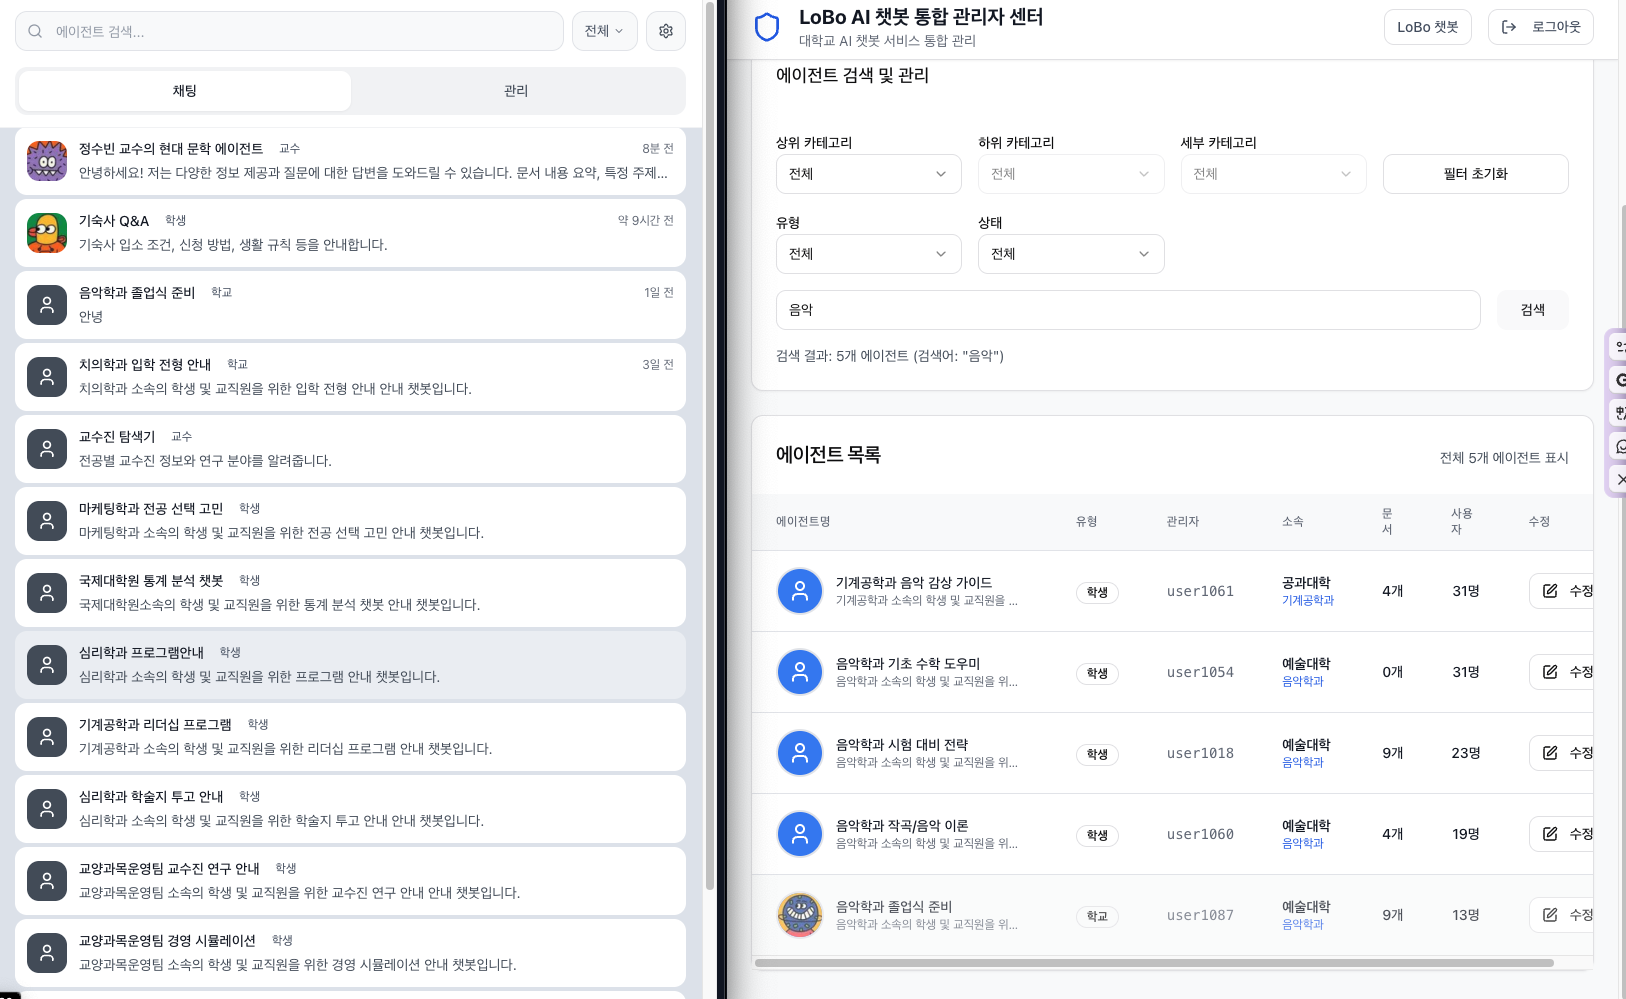 에이전트 검색...
전체
채팅
관리
정수빈 교수의 현대 문학 에이전트 교수 8분 전
안녕하세요! 저는 다양한 정보 제공과 질문에 대한 답변을 도와드릴 수 있습니다. 문서 내용 요약, 특정 주제...
기숙사 Q&A 학생 약 9시간 전
기숙사 입소 조건, 신청 방법, 생활 규칙 등을 안내합니다.
음악학과 졸업식 준비 학교 1일 전
안녕
치의학과 입학 전형 안내 학교 3일 전
치의학과 소속의 학생 및 교직원을 위한 입학 전형 안내 안내 챗봇입니다.
교수진 탐색기 교수
전공별 교수진 정보와 연구 분야를 알려줍니다.
마케팅학과 전공 선택 고민 학생
마케팅학과 소속의 학생 및 교직원을 위한 전공 선택 고민 안내 챗봇입니다.
국제대학원 통계 분석 챗봇 학생
국제대학원소속의 학생 및 교직원을 위한 통계 분석 챗봇 안내 챗봇입니다.
심리학과 프로그램안내 학생
심리학과 소속의 학생 및 교직원을 위한 프로그램 안내 챗봇입니다.
기계공학과 리더십 프로그램 학생
기계공학과 소속의 학생 및 교직원을 위한 리더십 프로그램 안내 챗봇입니다.
심리학과 학술지 투고 안내 학생
심리학과 소속의 학생 및 교직원을 위한 학술지 투고 안내 안내 챗봇입니다.
교양과목운영팀 교수진 연구 안내 학생
교양과목운영팀 소속의 학생 및 교직원을 위한 교수진 연구 안내 안내 챗봇입니다.
교양과목운영팀 경영 시뮬레이션 학생
교양과목운영팀 소속의 학생 및 교직원을 위한 경영 시뮬레이션 안내 챗봇입니다.
LoBo AI 챗봇 통합 관리자 센터
대학교 AI 챗봇 서비스 통합 관리
LoBo 챗봇
로그아웃
에이전트 검색 및 관리
상위 카테고리 하위 카테고리 세부 카테고리
전체 전체 전체 필터 초기화
유형 상태
전체 전체
음악 검색
검색 결과: 5개 에이전트 (검색어: "음악")
에이전트 목록 전체 5개 에이전트 표시
에이전트명 유형 관리자 소속 문서 사용자 수정
기계공학과 음악 감상 가이드 학생 user1061 공과대학 4개 31명 수정
기계공학과 소속의 학생 및 교직원을 ... 기계공학과
음악학과 기초 수학 도우미 학생 user1054 예술대학 0개 31명 수정
음악학과 소속의 학생 및 교직원을 위... 음악학과
음악학과 시험 대비 전략 학생 user1018 예술대학 9개 23명 수정
음악학과 소속의 학생 및 교직원을 위... 음악학과
음악학과 작곡/음악 이론 학생 user1060 예술대학 4개 19명 수정
음악학과 소속의 학생 및 교직원을 위... 음악학과
음악학과 졸업식 준비 학교 user1087 예술대학 9개 13명 수정
음악학과 소속의 학생 및 교직원을 위... 음악학과